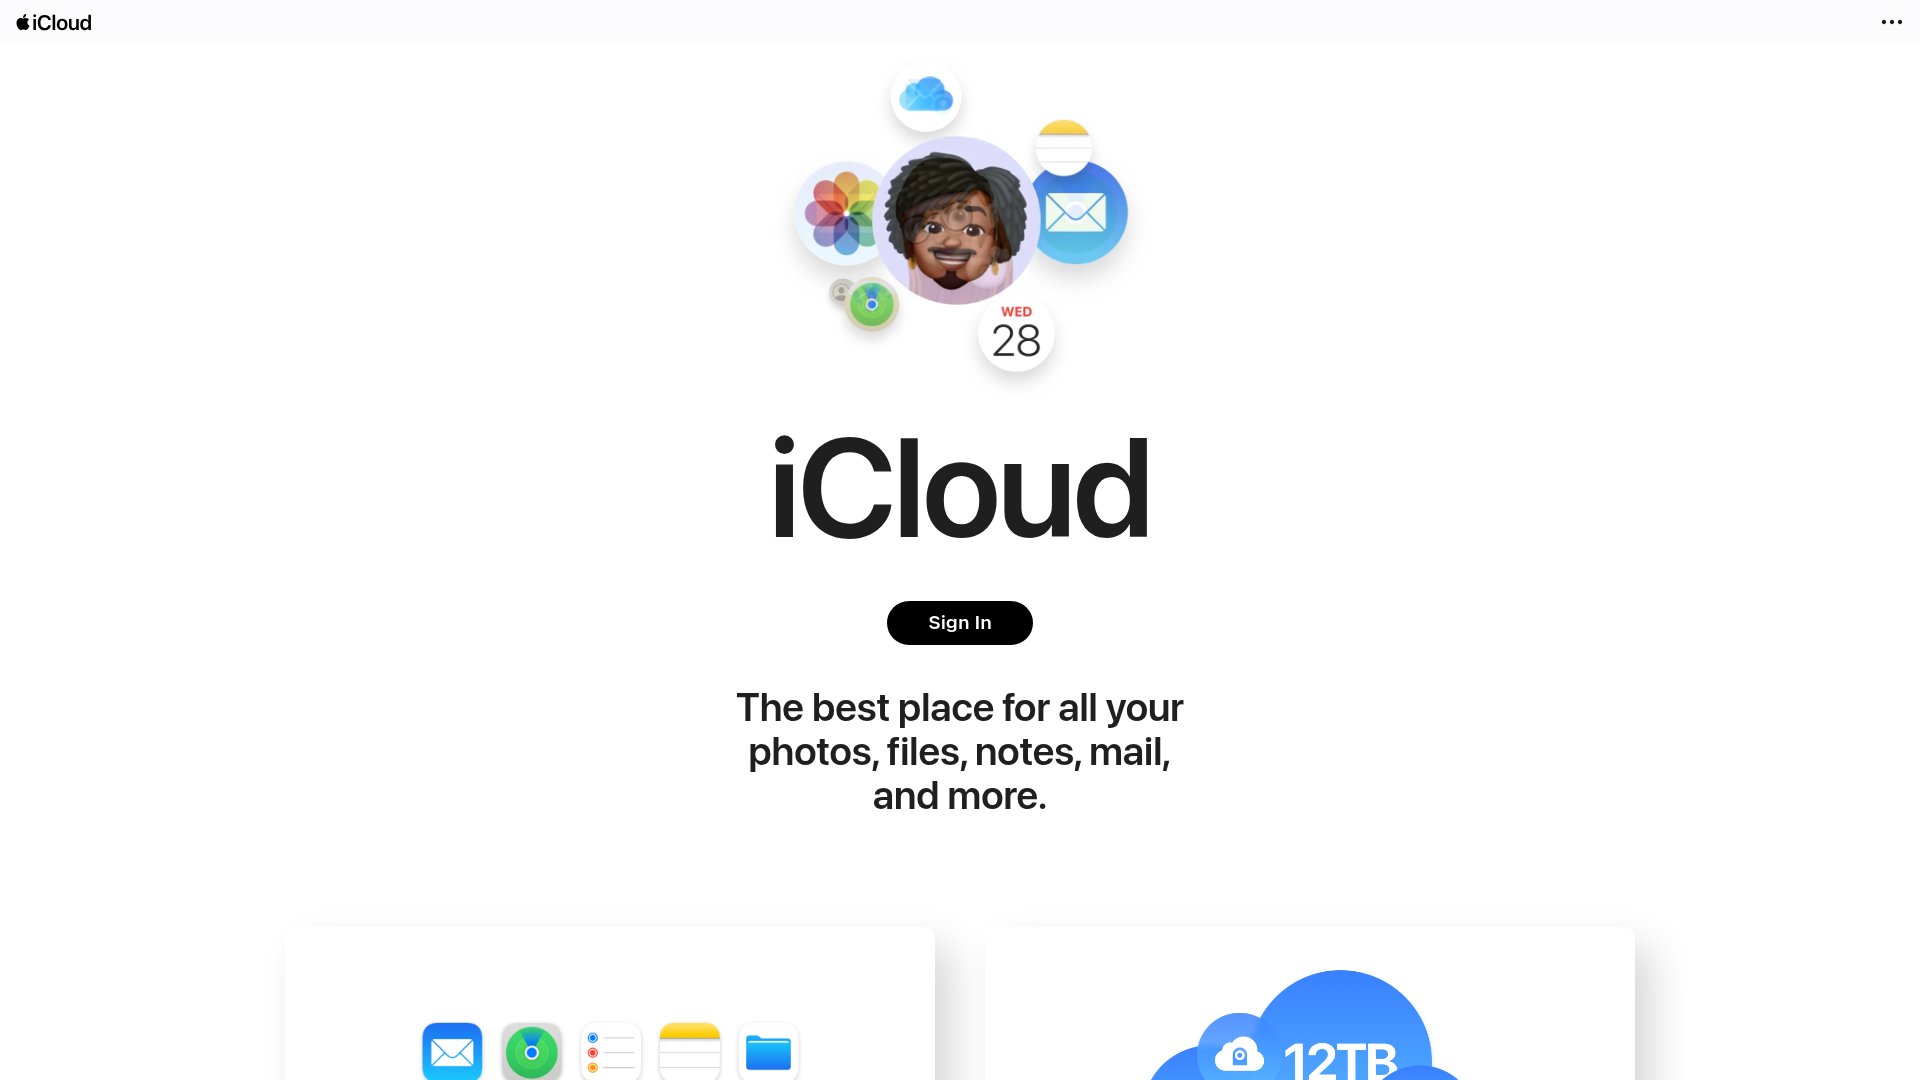 iCloud
WED
28
iCloud
Sign In
The best place for all your
photos, files, notes, mail,
and more.
12TB